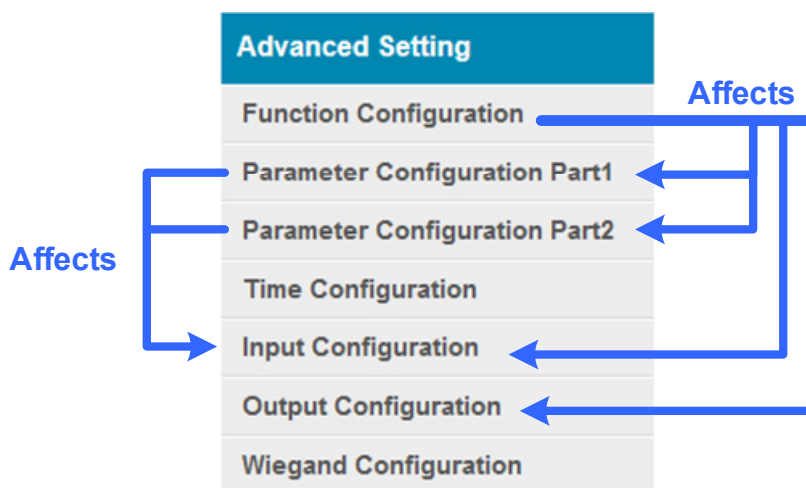 Advanced Setting
Function Configuration
Affects
Parameter Configuration Part1
Parameter Configuration Part2
Affects
Time Configuration
Input Configuration
Output Configuration
Wiegand Configuration